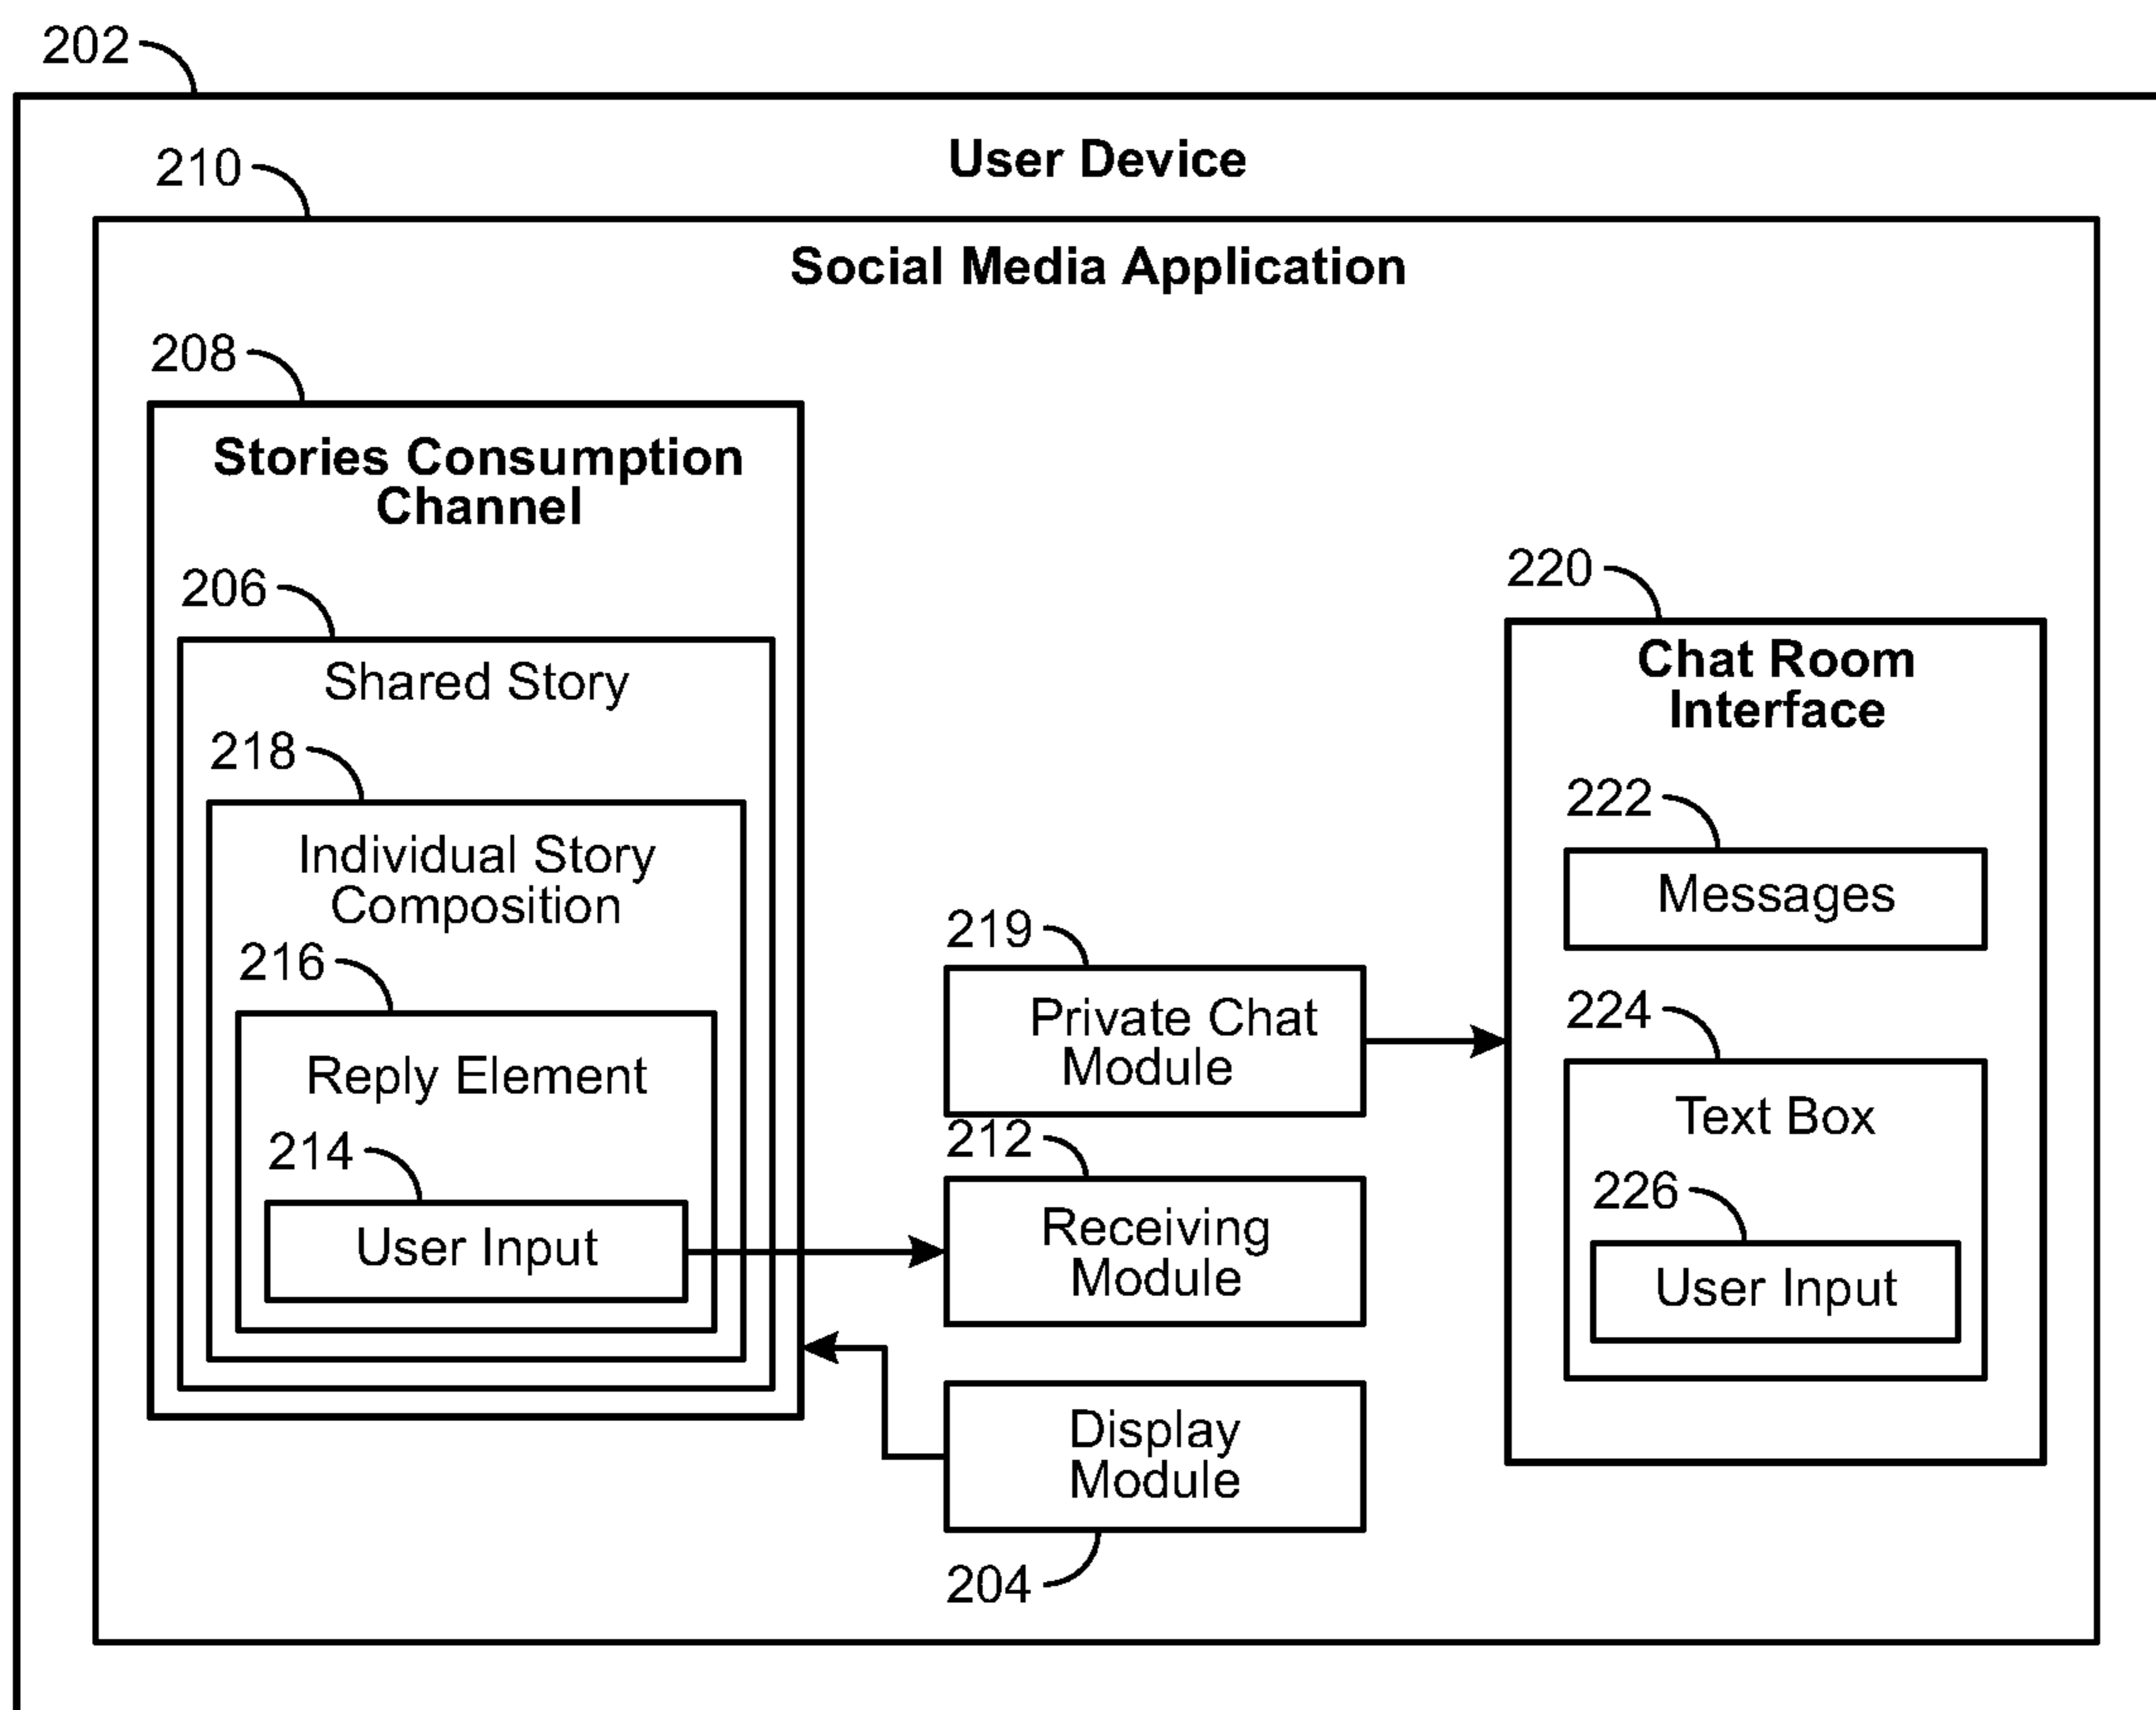 202
User Device
210
Social Media Application
208
Stories Consumption
Channel
206
Shared Story
218
Individual Story
Composition
216
Reply Element
214
User Input
219
Private Chat
Module
212
Receiving
Module
Display
Module
204
220
Chat Room
Interface
222
Messages
224
Text Box
226
User Input